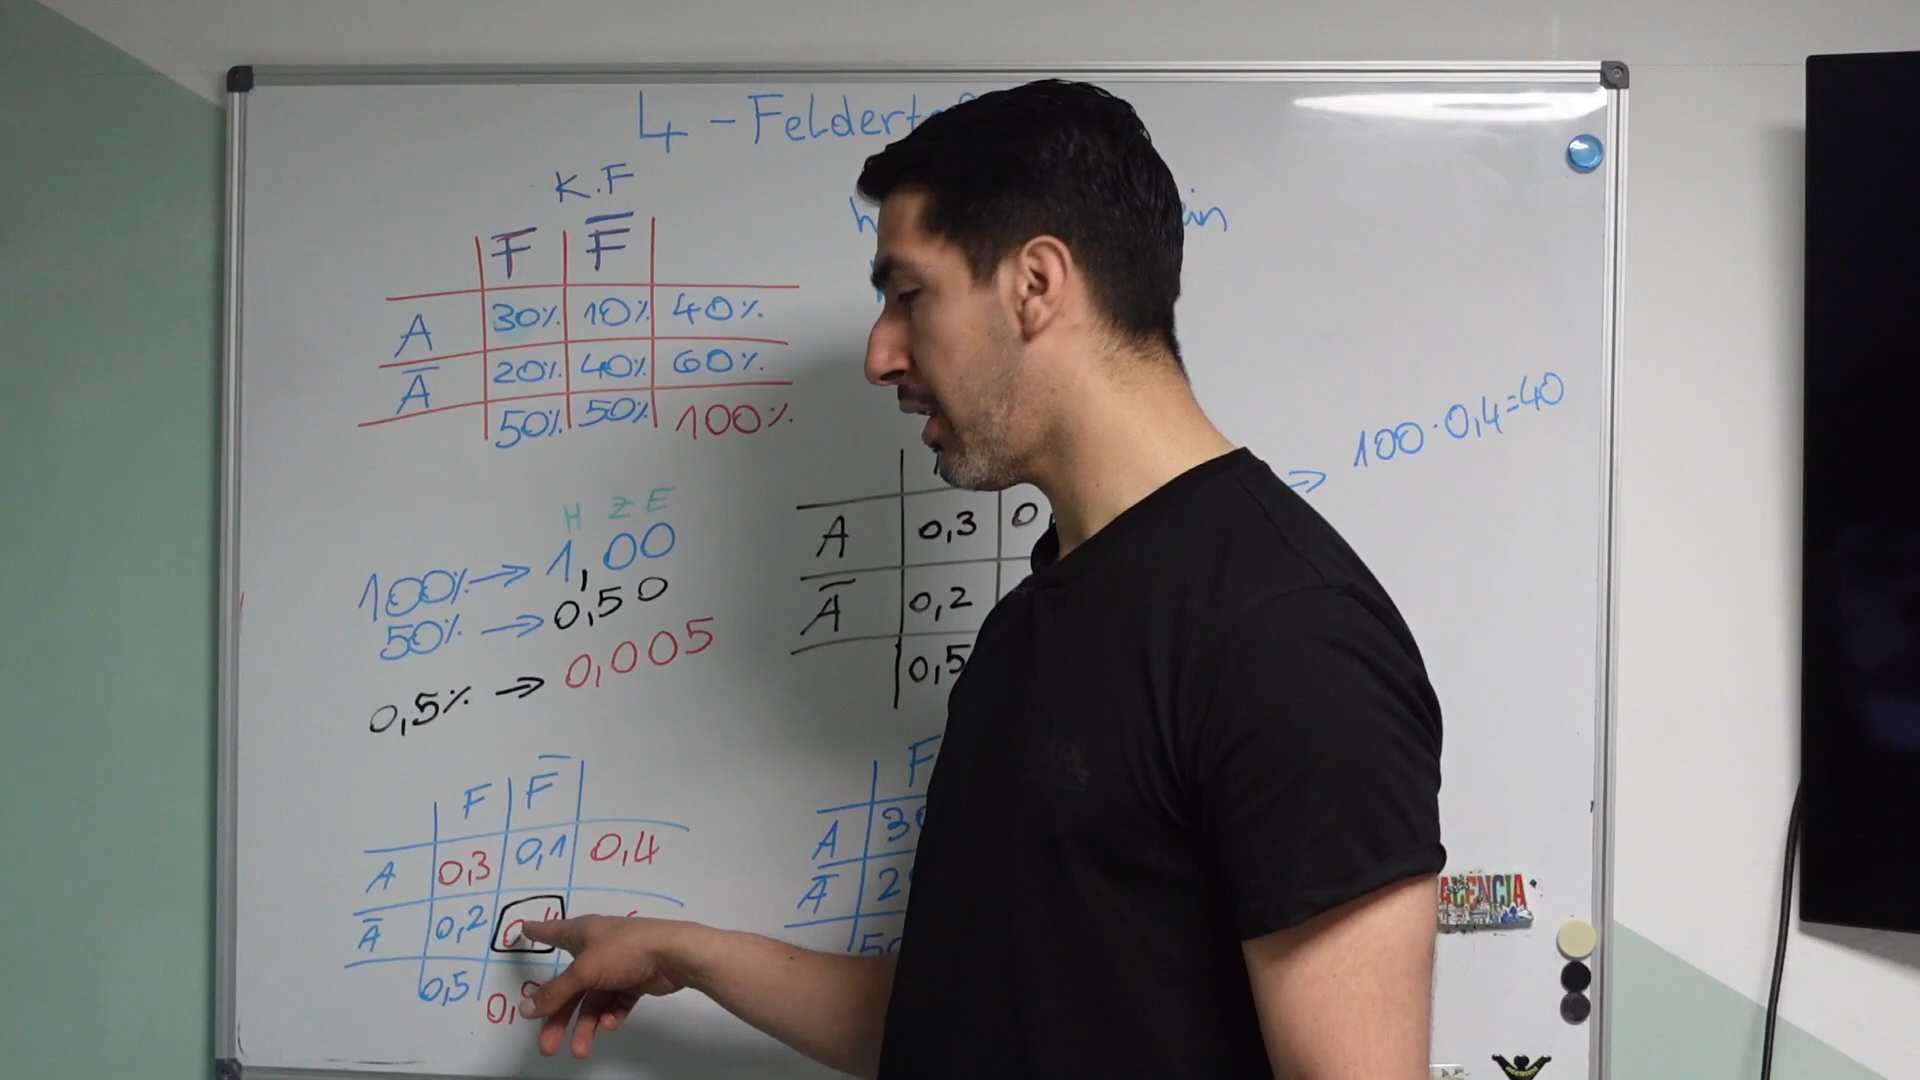 4 - Feldert
K.F
F F̅
A 30% 10% 40%
A̅ 20% 40% 60%
50% 50% 100%
H Z E
100% → 1,00
50% → 0,50
0,5% → 0,005
A 0,3
A̅ 0,2
0,5
→ 100 · 0,4 = 40
F F̅
A 0,3 0,1 0,4
A̅ 0,2 0,4
0,5
F
A
A̅
ALENCIA